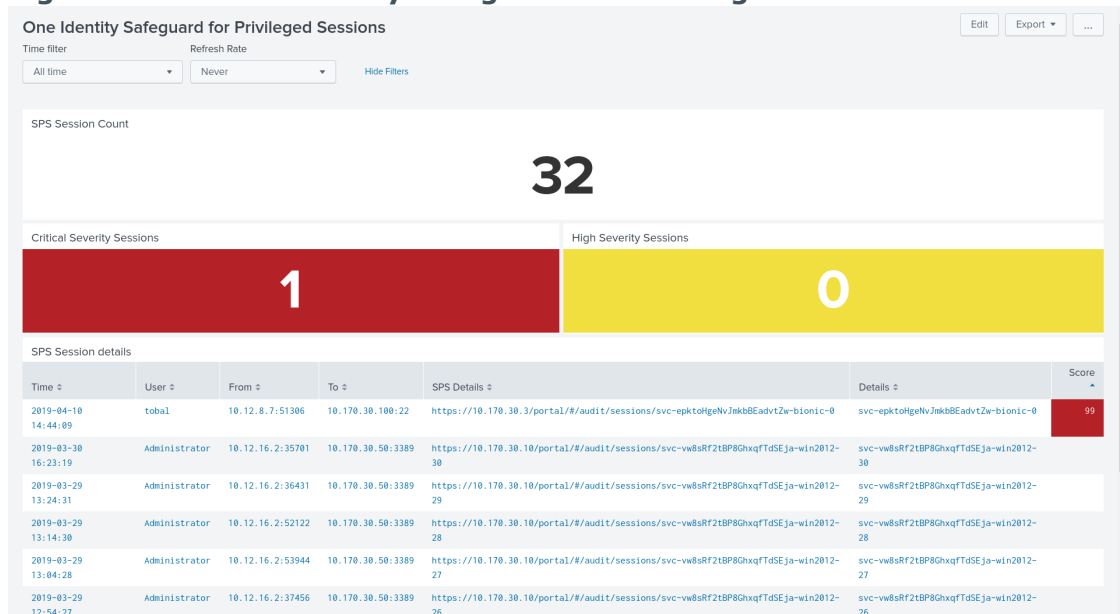 One Identity Safeguard for Privileged Sessions
Edit Export ...
Time filter Refresh Rate
All time Never Hide Filters
SPS Session Count
32
Critical Severity Sessions High Severity Sessions
1 0
SPS Session details
Time User From To SPS Details Details Score
2019-04-10 tobal 10.12.8.7:51306 10.170.30.100:22 https://10.170.30.3/portal/#/audit/sessions/svc-epktoHgeNvJmkbBEadvtZw-bionic-0 svc-epktoHgeNvJmkbBEadvtZw-bionic-0 99
14:44:09
2019-03-30 Administrator 10.12.16.2:35701 10.170.30.50:3389 https://10.170.30.10/portal/#/audit/sessions/svc-vw8sRf2tBP8GhxqfTdSEja-win2012- svc-vw8sRf2tBP8GhxqfTdSEja-win2012-
16:23:19 30 30
2019-03-29 Administrator 10.12.16.2:36431 10.170.30.50:3389 https://10.170.30.10/portal/#/audit/sessions/svc-vw8sRf2tBP8GhxqfTdSEja-win2012- svc-vw8sRf2tBP8GhxqfTdSEja-win2012-
13:24:31 29 29
2019-03-29 Administrator 10.12.16.2:52122 10.170.30.50:3389 https://10.170.30.10/portal/#/audit/sessions/svc-vw8sRf2tBP8GhxqfTdSEja-win2012- svc-vw8sRf2tBP8GhxqfTdSEja-win2012-
13:14:30 28 28
2019-03-29 Administrator 10.12.16.2:53944 10.170.30.50:3389 https://10.170.30.10/portal/#/audit/sessions/svc-vw8sRf2tBP8GhxqfTdSEja-win2012- svc-vw8sRf2tBP8GhxqfTdSEja-win2012-
13:04:28 27 27
2019-03-29 Administrator 10.12.16.2:37456 10.170.30.50:3389 https://10.170.30.10/portal/#/audit/sessions/svc-vw8sRf2tBP8GhxqfTdSEja-win2012- svc-vw8sRf2tBP8GhxqfTdSEja-win2012-
12:54:27 26 26